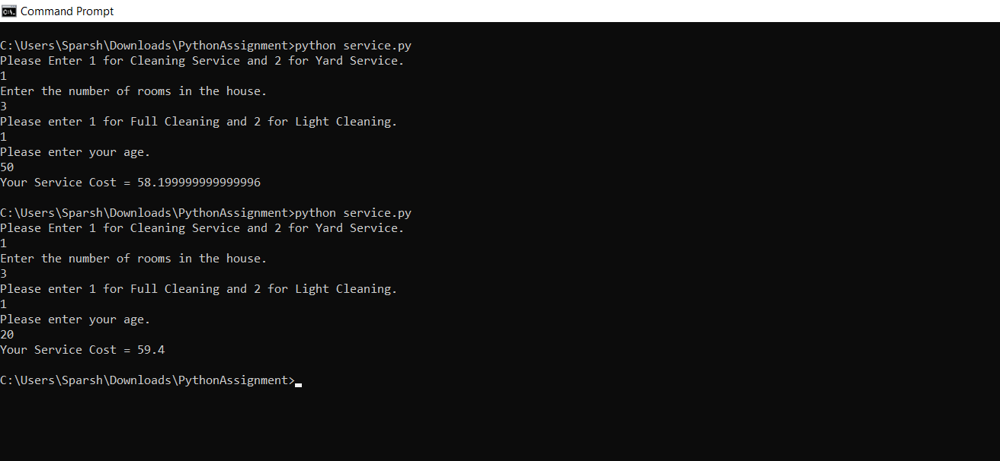 Command Prompt
C:\Users\Sparsh\Downloads\PythonAssignment>python service.py
Please Enter 1 for Cleaning Service and 2 for Yard Service.
1
Enter the number of rooms in the house.
3
Please enter 1 for Full Cleaning and 2 for Light Cleaning.
1
Please enter your age.
50
Your Service Cost = 58.199999999999996
C:\Users\Sparsh\Downloads\PythonAssignment>python service.py
Please Enter 1 for Cleaning Service and 2 for Yard Service.
1
Enter the number of rooms in the house.
3
Please enter 1 for Full Cleaning and 2 for Light Cleaning.
1
Please enter your age.
20
Your Service Cost = 59.4
C:\Users\Sparsh\Downloads\PythonAssignment>